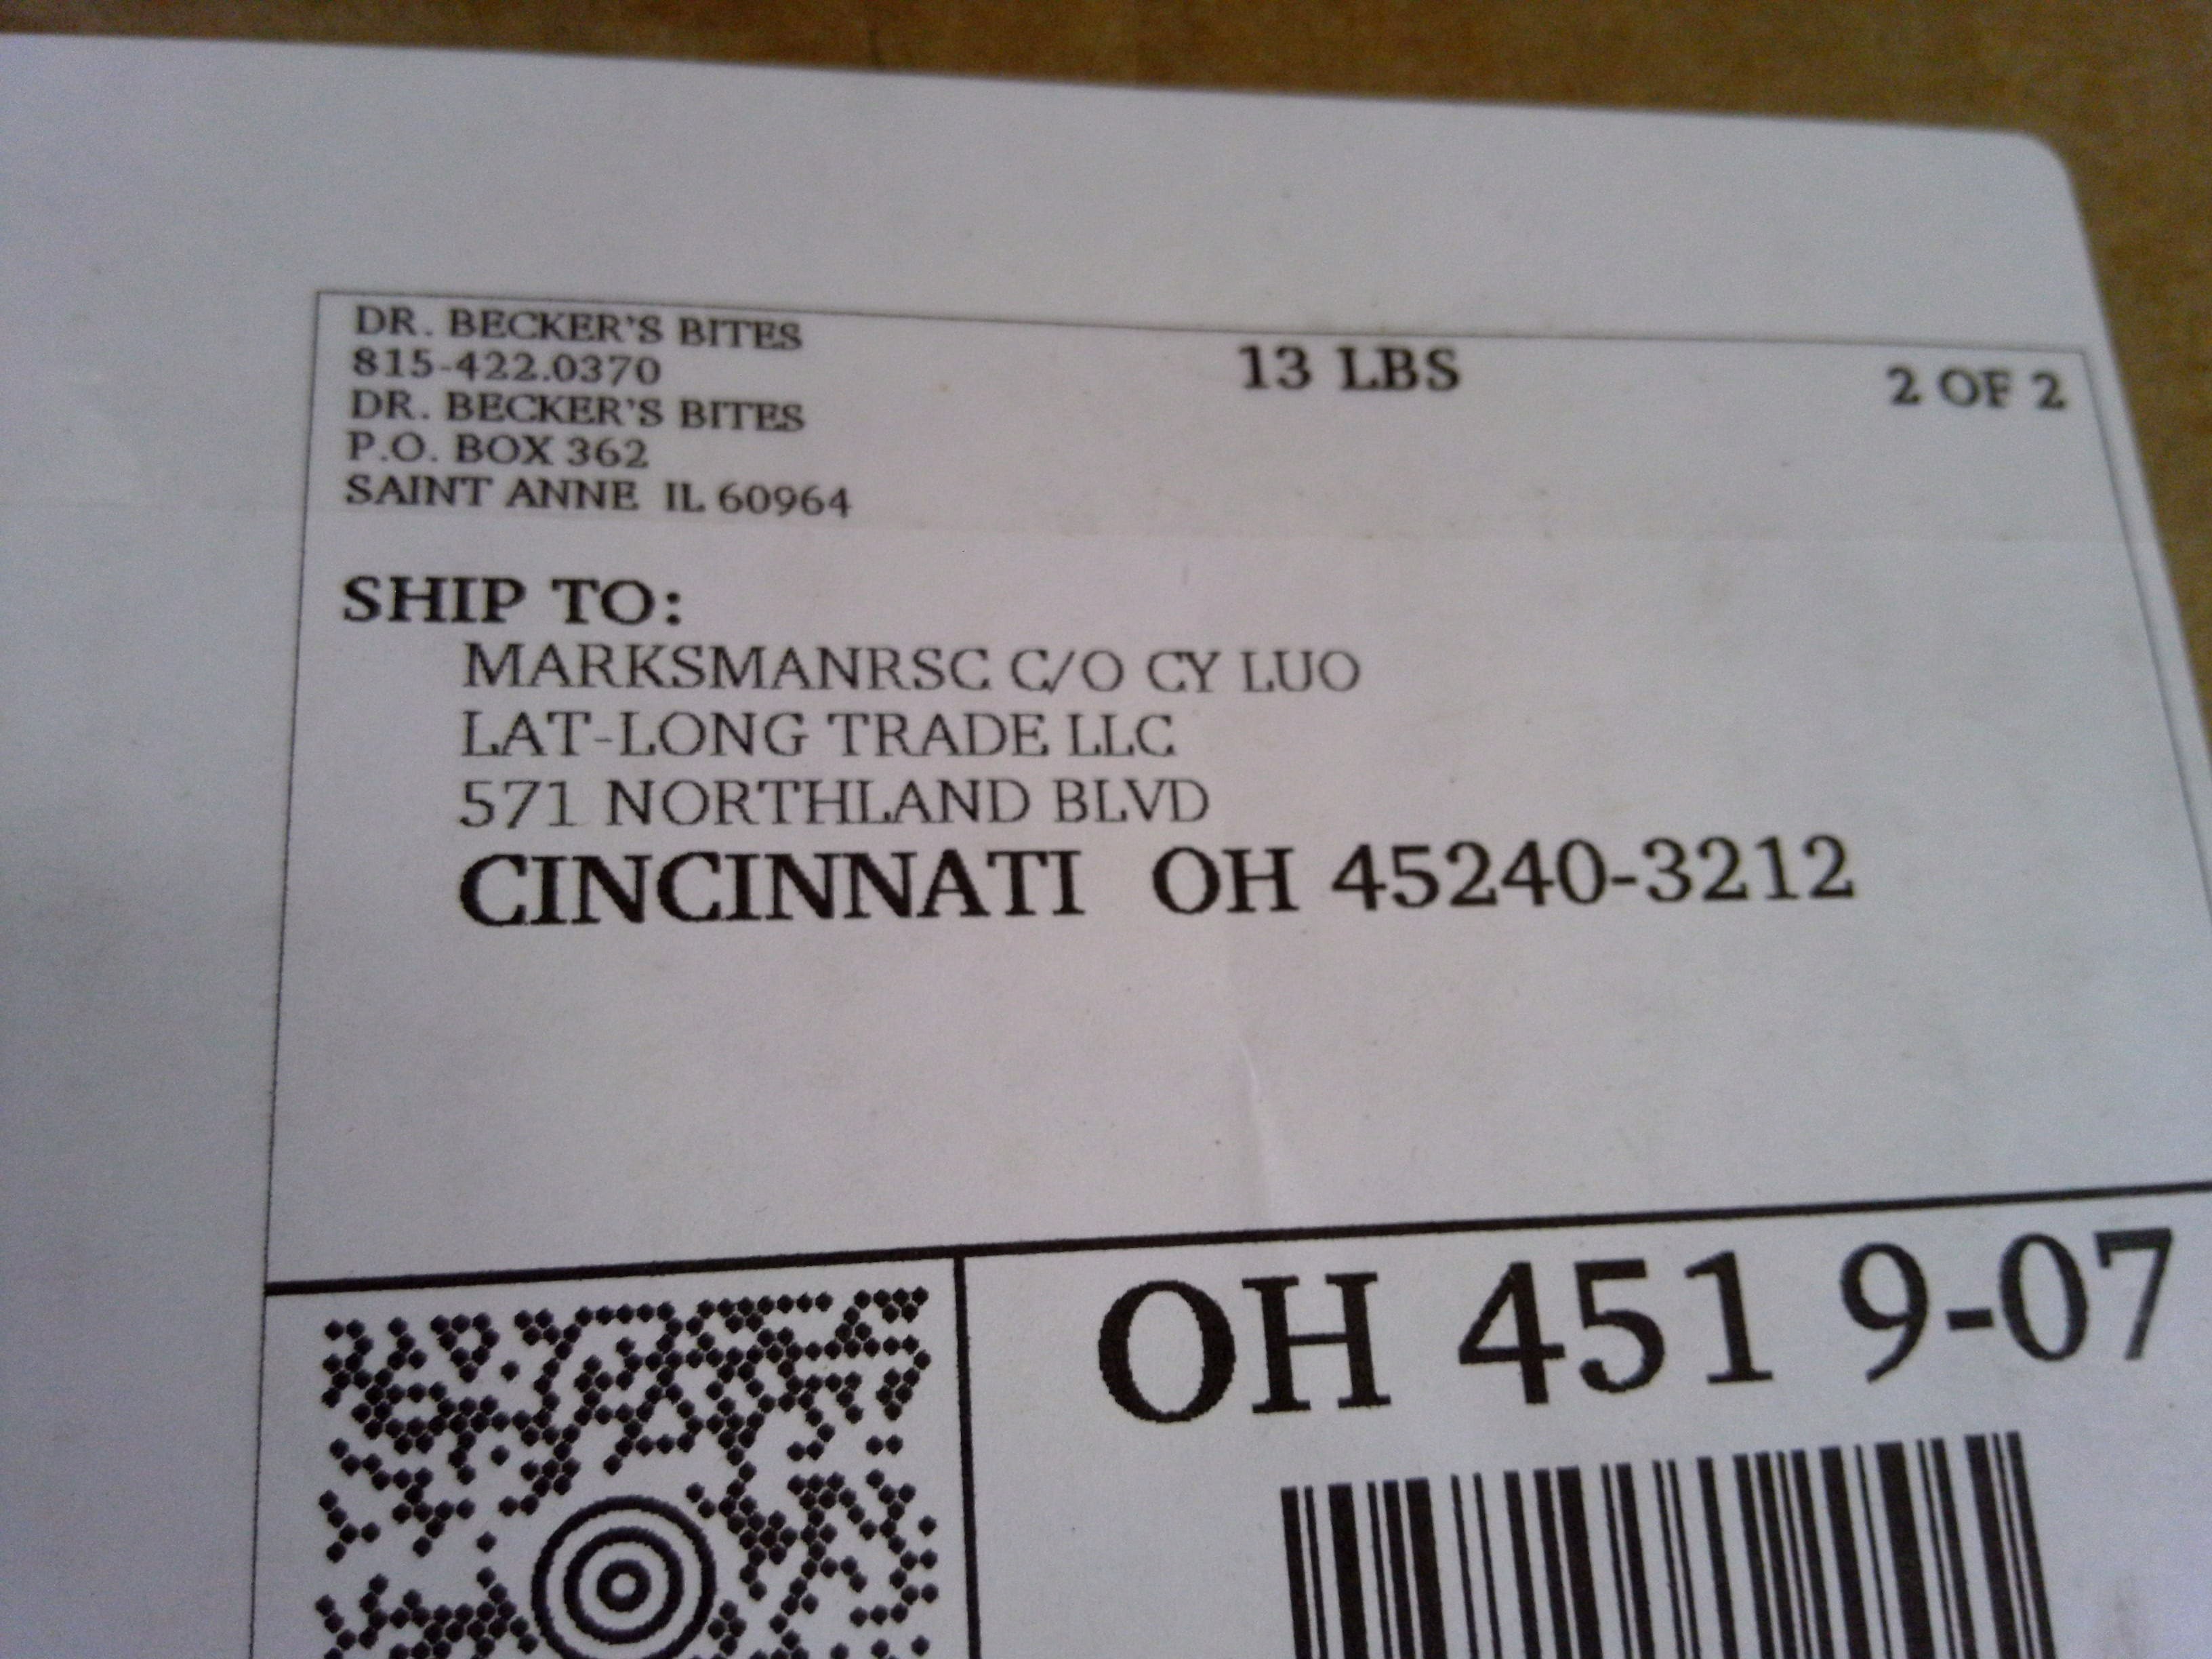 DR. BECKER'S BITES
815-422.0370
DR. BECKER'S BITES
P.O. BOX 362
SAINT ANNE IL 60964
13 LBS
2 OF 2
SHIP TO:
MARKSMANRSC C/O CY LUO
LAT-LONG TRADE LLC
571 NORTHLAND BLVD
CINCINNATI OH 45240-3212
OH 451 9-07